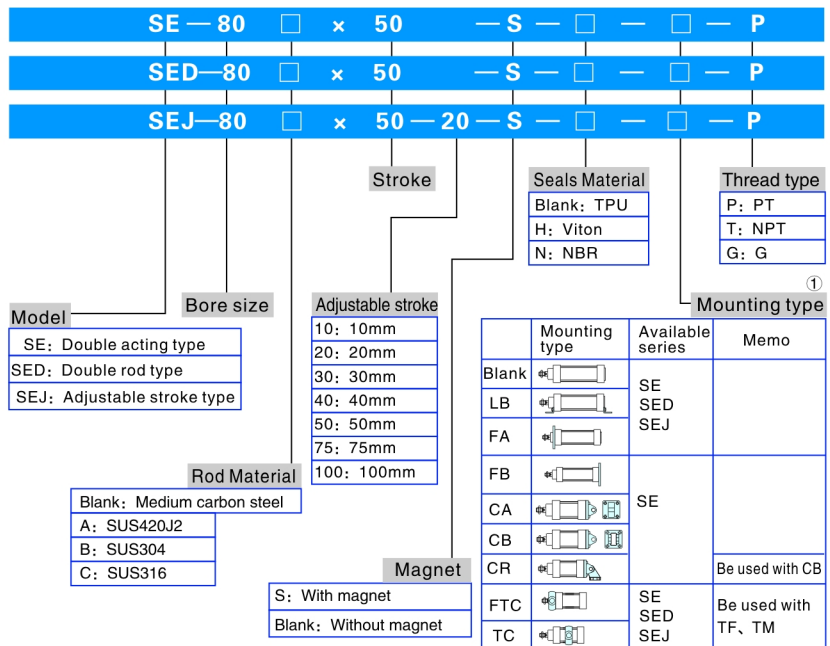 SE — 80 □ × 50 — S — □ — □ — P
SED—80 □ × 50 — S — □ — □ — P
SEJ—80 □ × 50 — 20 — S — □ — □ — P
Stroke
Seals Material
Blank: TPU
H: Viton
N: NBR
Thread type
P: PT
T: NPT
G: G
Model
SE: Double acting type
SED: Double rod type
SEJ: Adjustable stroke type
Bore size
Adjustable stroke
10: 10mm
20: 20mm
30: 30mm
40: 40mm
50: 50mm
75: 75mm
100: 100mm
Rod Material
Blank: Medium carbon steel
A: SUS420J2
B: SUS304
C: SUS316
Magnet
S: With magnet
Blank: Without magnet
①
Mounting type
Mounting type
Available series
Memo
Blank
LB
FA
SE
SED
SEJ
FB
CA
CB
CR
SE
Be used with CB
FTC
TC
SE
SED
SEJ
Be used with
TF、TM